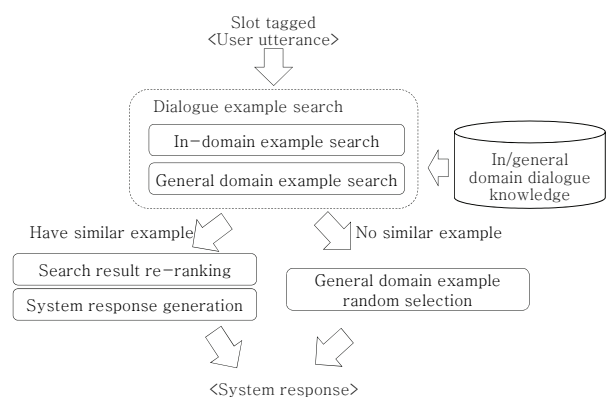 Slot tagged
<User utterance>
Dialogue example search
In-domain example search
General domain example search
In/general
domain dialogue
knowledge
Have similar example
No similar example
Search result re-ranking
System response generation
General domain example
random selection
<System response>